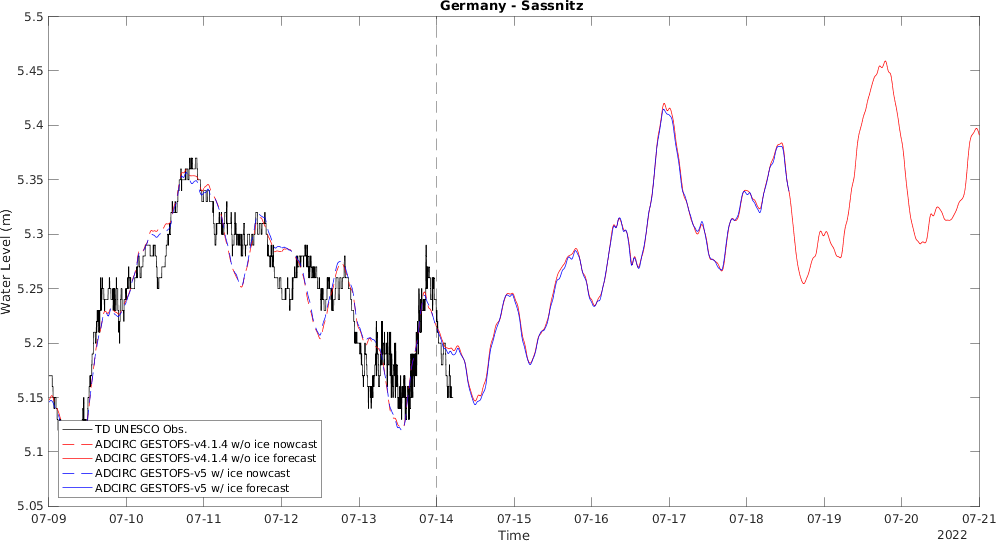 Germany - Sassnitz
5.5
5.45
5.4
5.35
5.3
5.25
5.2
5.15
5.1
5.05
Water Level (m)
TD UNESCO Obs.
ADCIRC GESTOFS-v4.1.4 w/o ice nowcast
ADCIRC GESTOFS-v4.1.4 w/o ice forecast
ADCIRC GESTOFS-v5 w/ ice nowcast
ADCIRC GESTOFS-v5 w/ ice forecast
07-09 07-10 07-11 07-12 07-13 07-14 07-15 07-16 07-17 07-18 07-19 07-20 07-21
Time
2022